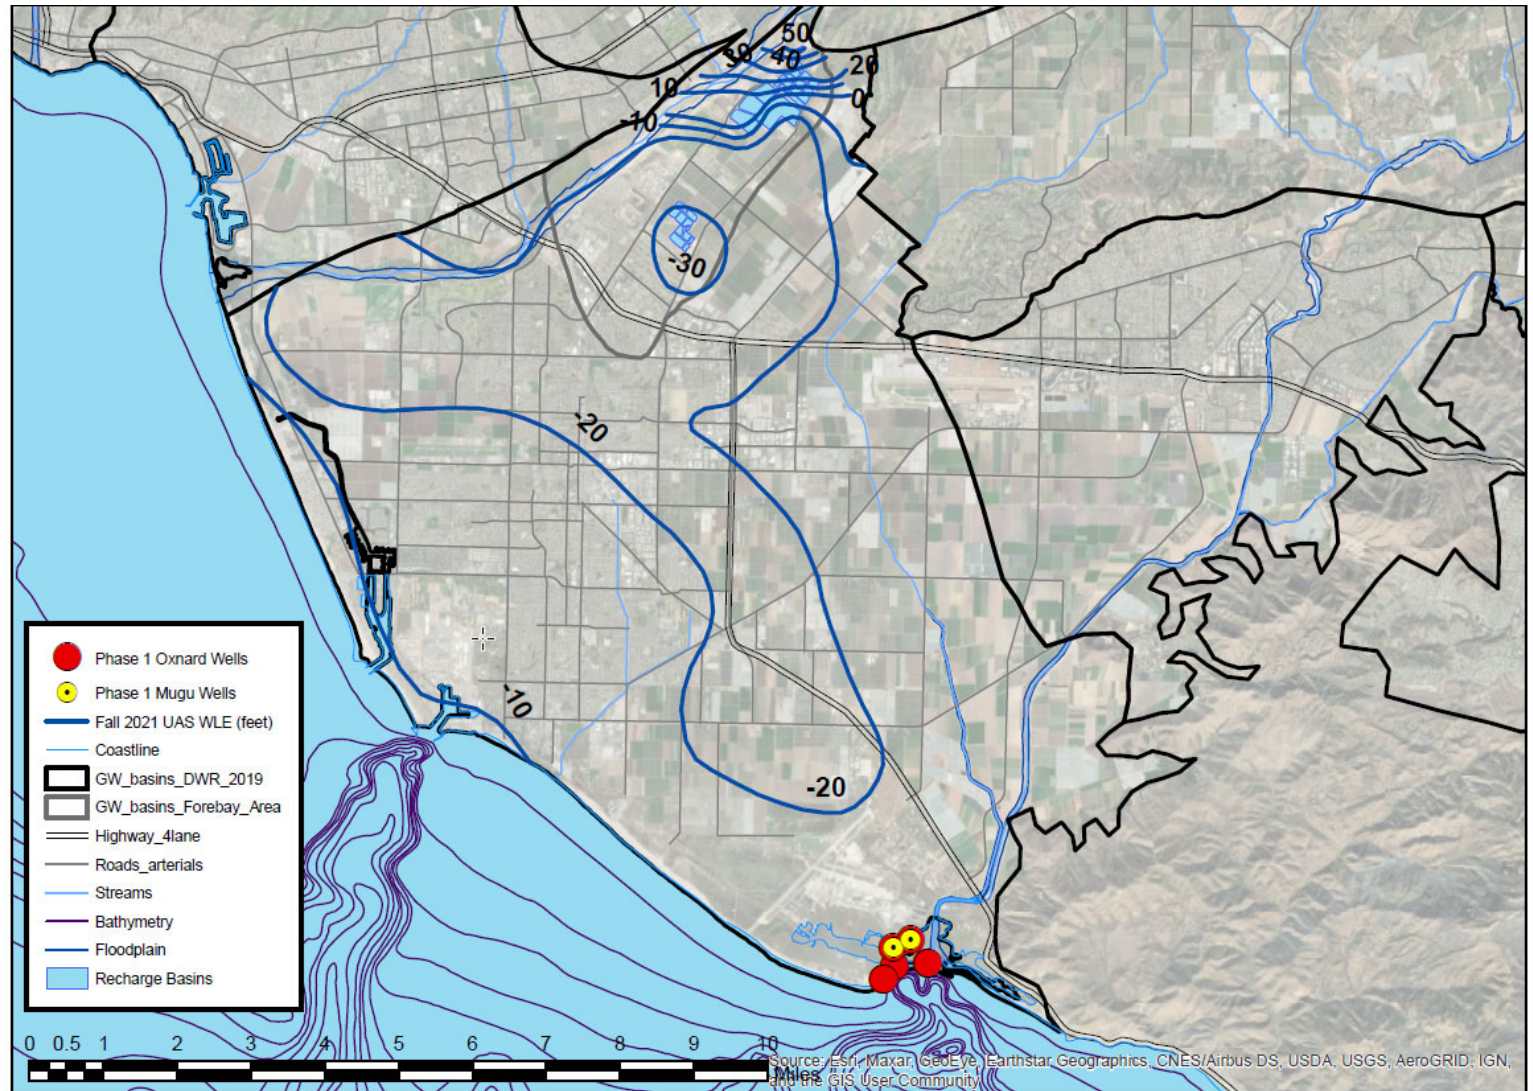 50
30
40
20
10
0
-10
-30
-20
-10
-20
Phase 1 Oxnard Wells
Phase 1 Mugu Wells
Fall 2021 UAS WLE (feet)
Coastline
GW_basins_DWR_2019
GW_basins_Forebay_Area
Highway_4lane
Roads_arterials
Streams
Bathymetry
Floodplain
Recharge Basins
0 0.5 1 2 3 4 5 6 7 8 9 10
Miles
Source: Esri, Maxar, GeoEye, Earthstar Geographics, CNES/Airbus DS, USDA, USGS, AeroGRID, IGN,
and the GIS User Community